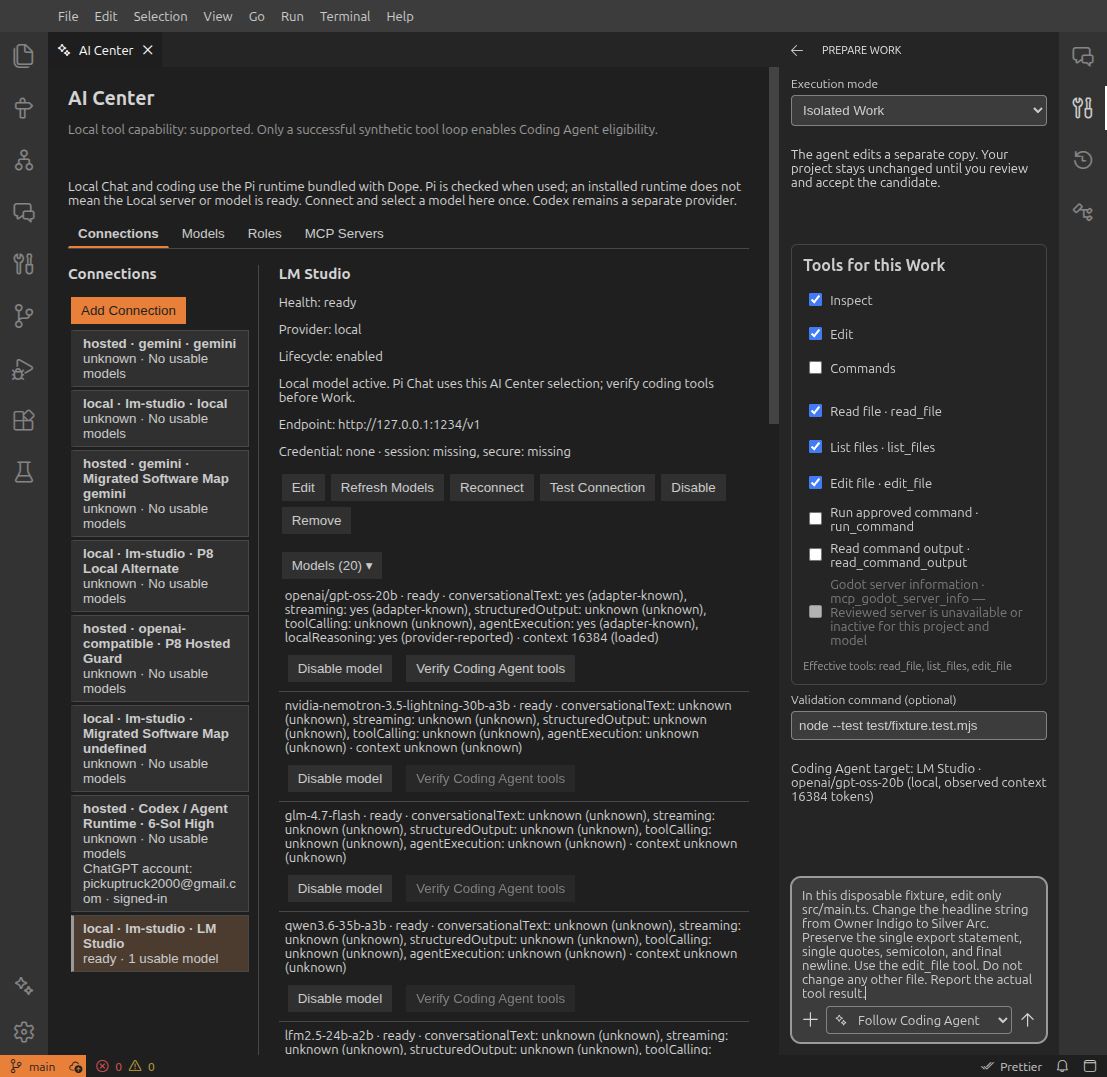 File Edit Selection View Go Run Terminal Help
AI Center
AI Center
Local tool capability: supported. Only a successful synthetic tool loop enables Coding Agent eligibility.
Local Chat and coding use the Pi runtime bundled with Dope. Pi is checked when used; an installed runtime does not
mean the Local server or model is ready. Connect and select a model here once. Codex remains a separate provider.
Connections Models Roles MCP Servers
Connections
Add Connection
hosted · gemini · gemini
unknown · No usable
models
local · lm-studio · local
unknown · No usable
models
hosted · gemini ·
Migrated Software Map
gemini
unknown · No usable
models
local · lm-studio · P8
Local Alternate
unknown · No usable
models
hosted · openai-
compatible · P8 Hosted
Guard
unknown · No usable
models
local · lm-studio ·
Migrated Software Map
undefined
unknown · No usable
models
hosted · Codex / Agent
Runtime · 6-Sol High
unknown · No usable
models
ChatGPT account:
pickuptruck2000@gmail.c
om · signed-in
local · lm-studio · LM
Studio
ready · 1 usable model
LM Studio
Health: ready
Provider: local
Lifecycle: enabled
Local model active. Pi Chat uses this AI Center selection; verify coding tools
before Work.
Endpoint: http://127.0.0.1:1234/v1
Credential: none · session: missing, secure: missing
Edit Refresh Models Reconnect Test Connection Disable
Remove
Models (20) ▾
openai/gpt-oss-20b · ready · conversationalText: yes (adapter-known),
streaming: yes (adapter-known), structuredOutput: unknown (unknown),
toolCalling: unknown (unknown), agentExecution: yes (adapter-known),
localReasoning: yes (provider-reported) · context 16384 (loaded)
Disable model Verify Coding Agent tools
nvidia-nemotron-3.5-lightning-30b-a3b · ready · conversationalText: unknown
(unknown), streaming: unknown (unknown), structuredOutput: unknown
(unknown), toolCalling: unknown (unknown), agentExecution: unknown
(unknown) · context unknown (unknown)
Disable model Verify Coding Agent tools
glm-4.7-flash · ready · conversationalText: unknown (unknown), streaming:
unknown (unknown), structuredOutput: unknown (unknown), toolCalling:
unknown (unknown), agentExecution: unknown (unknown) · context unknown
(unknown)
Disable model Verify Coding Agent tools
qwen3.6-35b-a3b · ready · conversationalText: unknown (unknown), streaming:
unknown (unknown), structuredOutput: unknown (unknown), toolCalling:
unknown (unknown), agentExecution: unknown (unknown) · context unknown
(unknown)
Disable model Verify Coding Agent tools
lfm2.5-24b-a2b · ready · conversationalText: unknown (unknown), streaming:
unknown (unknown), structuredOutput: unknown (unknown), toolCalling:
PREPARE WORK
Execution mode
Isolated Work
The agent edits a separate copy. Your
project stays unchanged until you review
and accept the candidate.
Tools for this Work
Inspect
Edit
Commands
Read file · read_file
List files · list_files
Edit file · edit_file
Run approved command ·
run_command
Read command output ·
read_command_output
Godot server information ·
mcp_godot_server_info —
Reviewed server is unavailable or
inactive for this project and
model
Effective tools: read_file, list_files, edit_file
Validation command (optional)
node --test test/fixture.test.mjs
Coding Agent target: LM Studio ·
openai/gpt-oss-20b (local, observed context
16384 tokens)
In this disposable fixture, edit only
src/main.ts. Change the headline string
from Owner Indigo to Silver Arc.
Preserve the single export statement,
single quotes, semicolon, and final
newline. Use the edit_file tool. Do not
change any other file. Report the actual
tool result.
Follow Coding Agent
main 0 0 Prettier